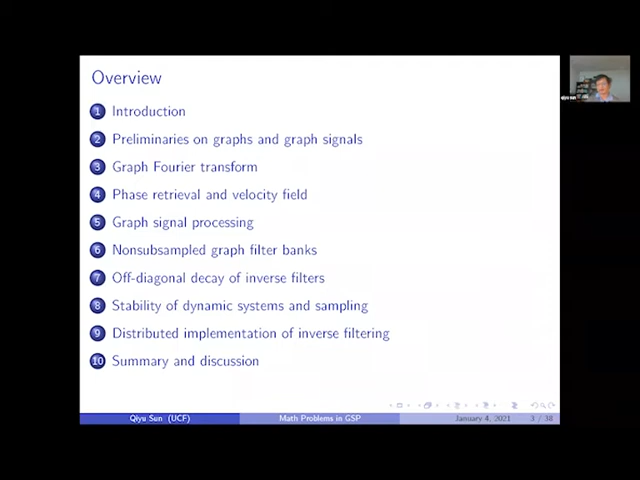 Overview
1 Introduction
2 Preliminaries on graphs and graph signals
3 Graph Fourier transform
4 Phase retrieval and velocity field
5 Graph signal processing
6 Nonsubsampled graph filter banks
7 Off-diagonal decay of inverse filters
8 Stability of dynamic systems and sampling
9 Distributed implementation of inverse filtering
10 Summary and discussion
Qiyu Sun (UCF) Math Problems in GSP January 4, 2021 3 / 38
qiyu sun